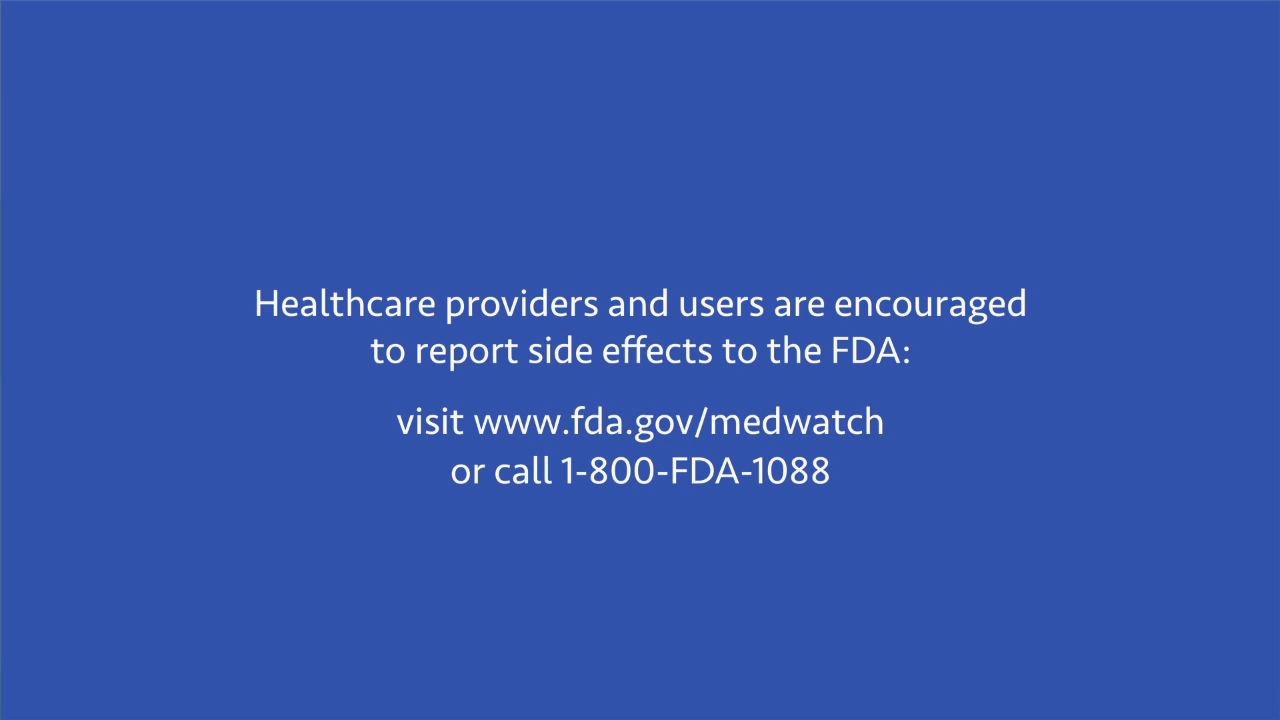 Healthcare providers and users are encouraged
to report side effects to the FDA:
visit www.fda.gov/medwatch
or call 1-800-FDA-1088